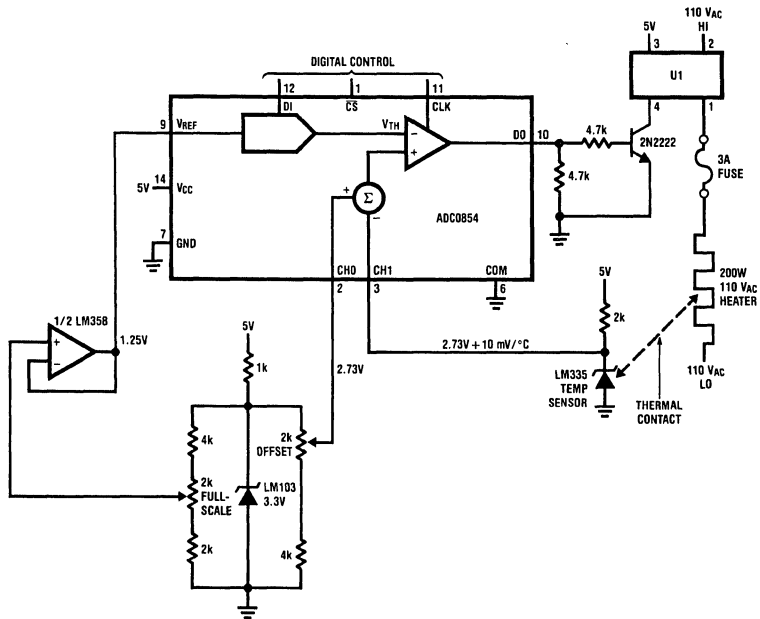 110 VAC
HI
5V
3
2
U1
4
1
DIGITAL CONTROL
12
1
11
DI
CS
CLK
9
VREF
VTH
−
+
DO
10
4.7k
2N2222
4.7k
3A
FUSE
14
5V
VCC
+
Σ
−
ADC0854
7
GND
CH0
CH1
COM
2
3
6
200W
110 VAC
HEATER
5V
2k
1/2 LM358
+
−
1.25V
5V
1k
2.73V
2.73V + 10 mV/°C
LM335
TEMP
SENSOR
110 VAC
LO
THERMAL
CONTACT
4k
2k
OFFSET
2k
FULL-
SCALE
LM103
3.3V
2k
4k